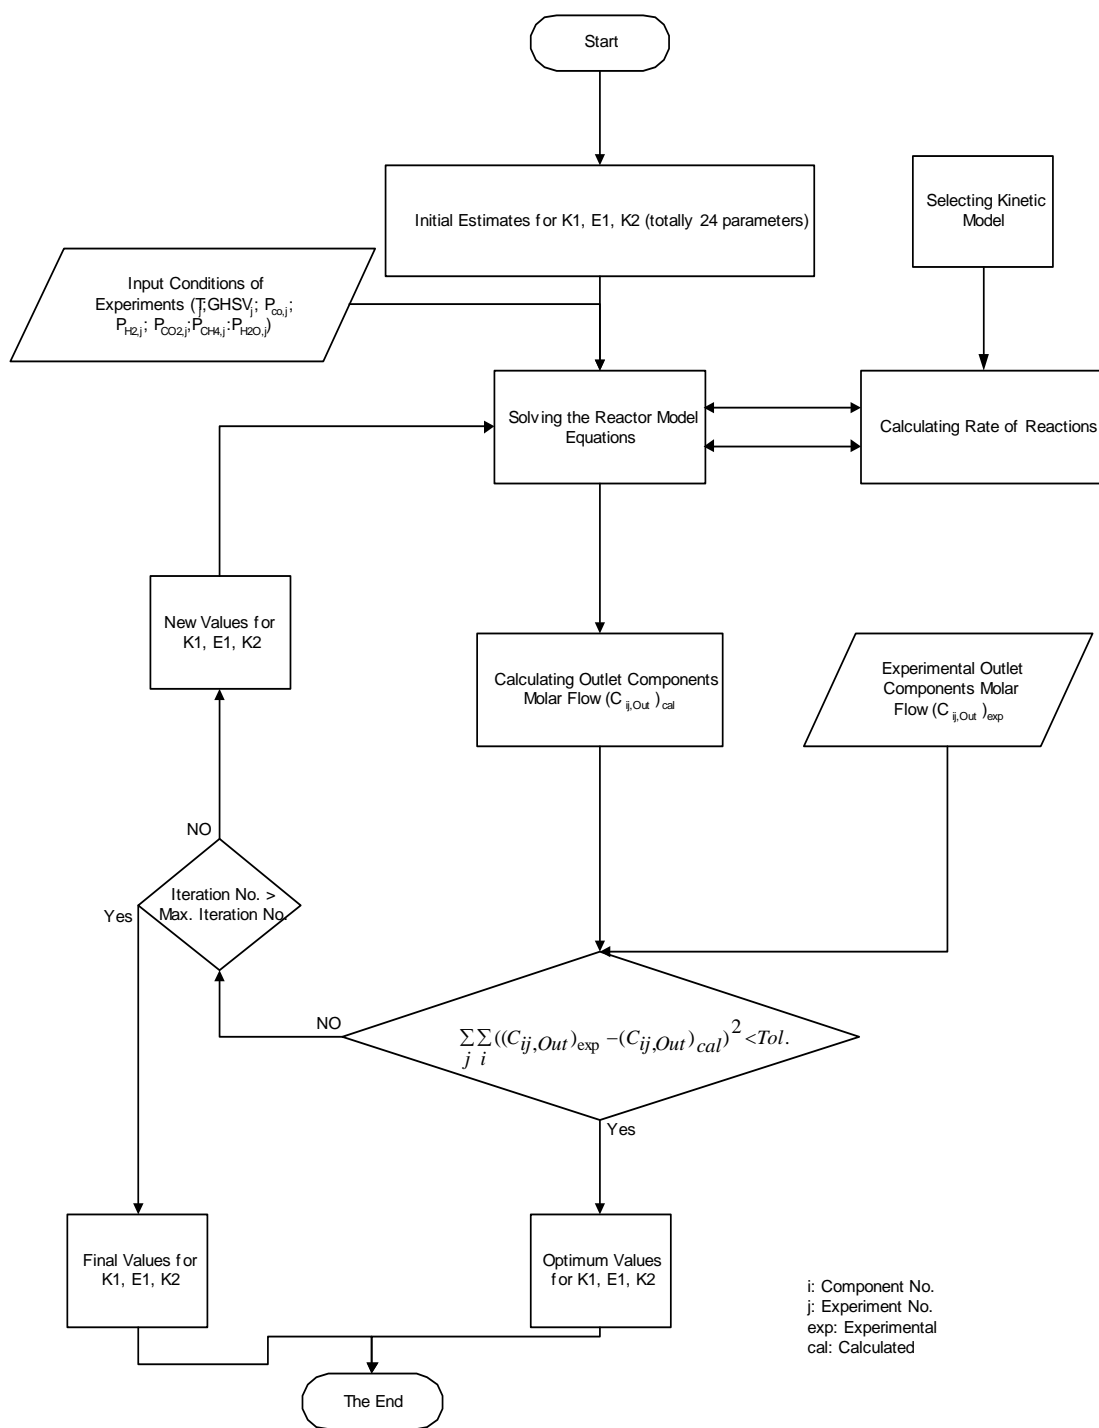 Start
Initial Estimates for K1, E1, K2 (totally 24 parameters)
Selecting Kinetic
Model
Input Conditions of
Experiments (Tj;GHSVj; Pco,j;
PH2,j; PCO2,j;PCH4,j:PH2O,j)
Solving the Reactor Model
Equations
Calculating Rate of Reactions
New Values for
K1, E1, K2
Calculating Outlet Components
Molar Flow (C ij,Out )cal
Experimental Outlet
Components Molar
Flow (C ij,Out )exp
NO
Iteration No. >
Max. Iteration No.
Yes
NO
∑∑((Cij,Out)exp −(Cij,Out)cal)2 <Tol.
j i
Yes
Final Values for
K1, E1, K2
Optimum Values
for K1, E1, K2
i: Component No.
j: Experiment No.
exp: Experimental
cal: Calculated
The End